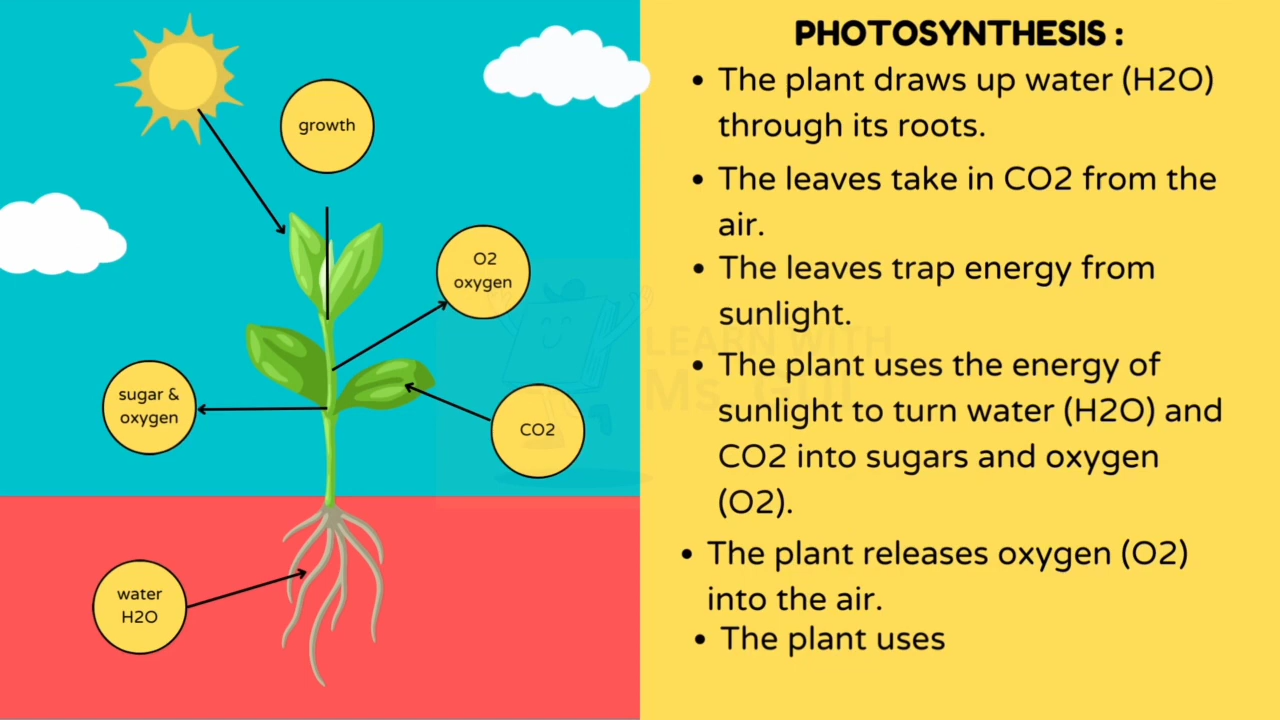 growth
O2
oxygen
sugar &
oxygen
CO2
water
H2O
PHOTOSYNTHESIS :
• The plant draws up water (H2O)
through its roots.
• The leaves take in CO2 from the
air.
• The leaves trap energy from
sunlight.
• The plant uses the energy of
sunlight to turn water (H2O) and
CO2 into sugars and oxygen
(O2).
• The plant releases oxygen (O2)
into the air.
• The plant uses
LEARN WITH
Ms.